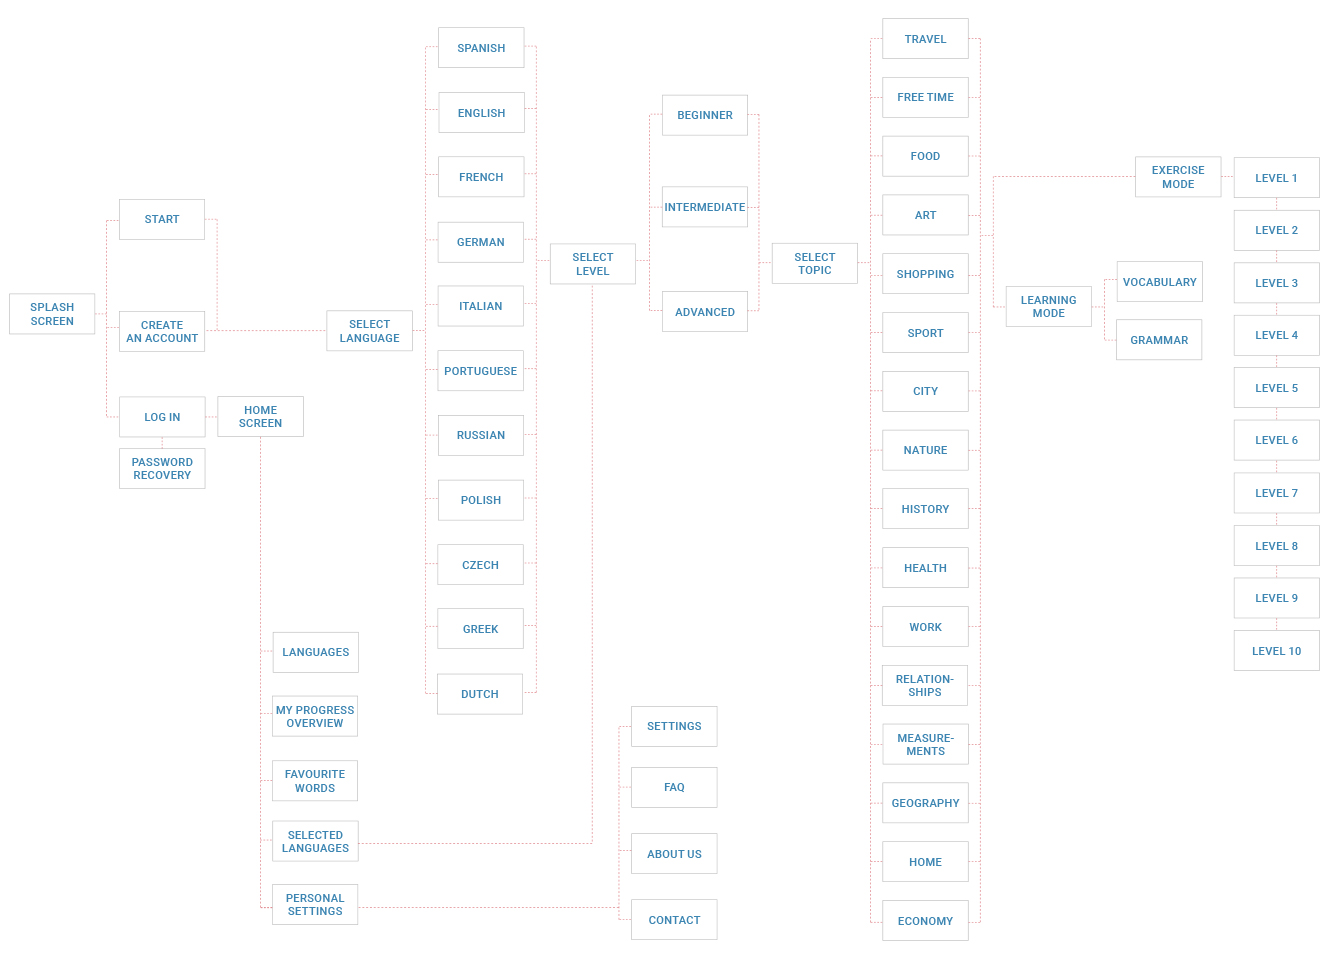 SPLASH
SCREEN
START
CREATE
AN ACCOUNT
LOG IN
PASSWORD
RECOVERY
HOME
SCREEN
LANGUAGES
MY PROGRESS
OVERVIEW
FAVOURITE
WORDS
SELECTED
LANGUAGES
PERSONAL
SETTINGS
SELECT
LANGUAGE
SPANISH
ENGLISH
FRENCH
GERMAN
ITALIAN
PORTUGUESE
RUSSIAN
POLISH
CZECH
GREEK
DUTCH
SELECT
LEVEL
BEGINNER
INTERMEDIATE
ADVANCED
SETTINGS
FAQ
ABOUT US
CONTACT
SELECT
TOPIC
TRAVEL
FREE TIME
FOOD
ART
SHOPPING
SPORT
CITY
NATURE
HISTORY
HEALTH
WORK
RELATION-
SHIPS
MEASURE-
MENTS
GEOGRAPHY
HOME
ECONOMY
EXERCISE
MODE
LEARNING
MODE
VOCABULARY
GRAMMAR
LEVEL 1
LEVEL 2
LEVEL 3
LEVEL 4
LEVEL 5
LEVEL 6
LEVEL 7
LEVEL 8
LEVEL 9
LEVEL 10